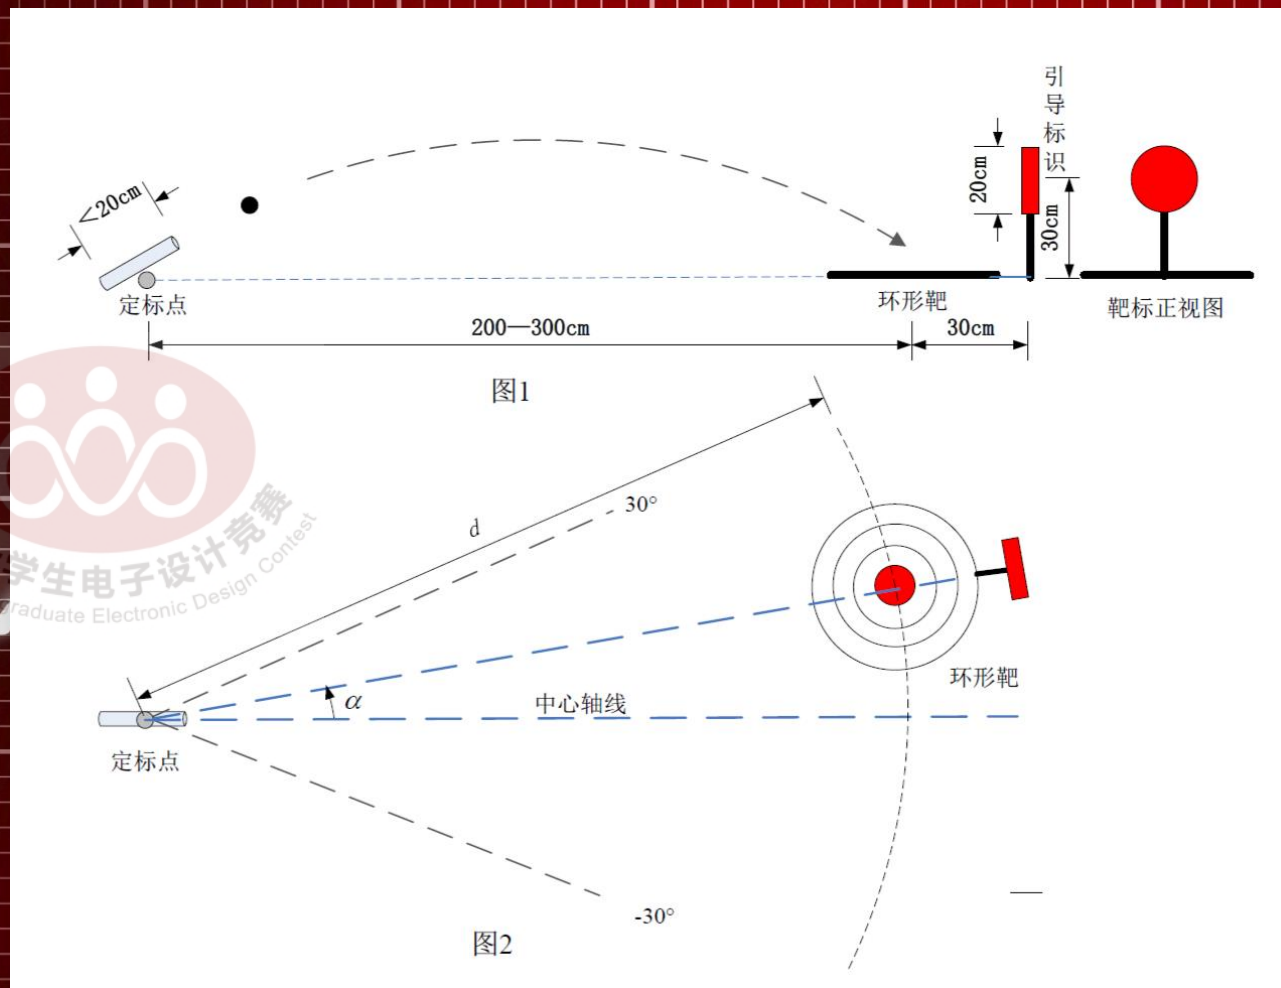 引导标识
20cm
30cm
<20cm
定标点
环形靶
靶标正视图
200—300cm
30cm
图1
学生电子设计竞赛
raduate Electronic Design Contest
d
30°
α
中心轴线
环形靶
定标点
-30°
图2